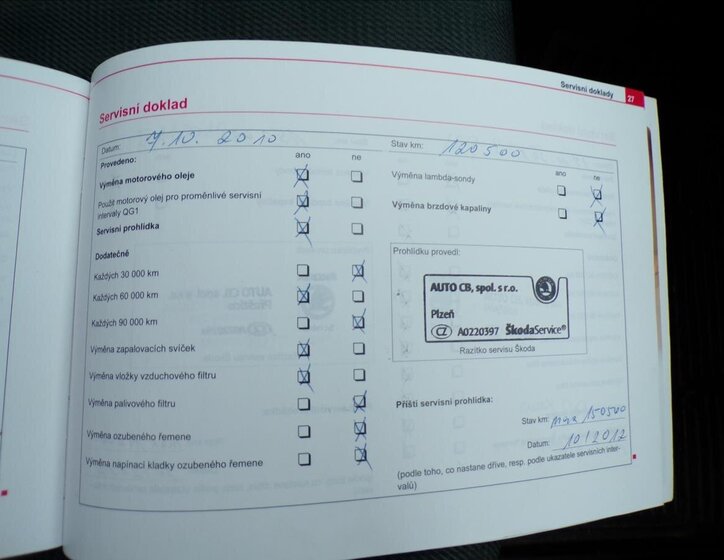 Servisní doklady 27
Servisní doklad
Datum: 7.10. 2010
Stav km: 120 500
Provedeno:
ano ne
Výměna motorového oleje
Použit motorový olej pro proměnlivé servisní
intervaly QG1
Servisní prohlídka
Dodatečné
Každých 30 000 km
Každých 60 000 km
Každých 90 000 km
Výměna zapalovacích svíček
Výměna vložky vzduchového filtru
Výměna palivového filtru
Výměna ozubeného řemene
Výměna napínací kladky ozubeného řemene
ano ne
Výměna lambda-sondy
Výměna brzdové kapaliny
Prohlídku provedl:
AUTO CB, spol. s r.o.
Plzeň
CZ A0220397 ŠkodaService®
Razítko servisu Škoda
Příští servisní prohlídka:
Stav km: max 150500
Datum: 10/2012
(podle toho, co nastane dříve, resp. podle ukazatele servisních inter-
valů)